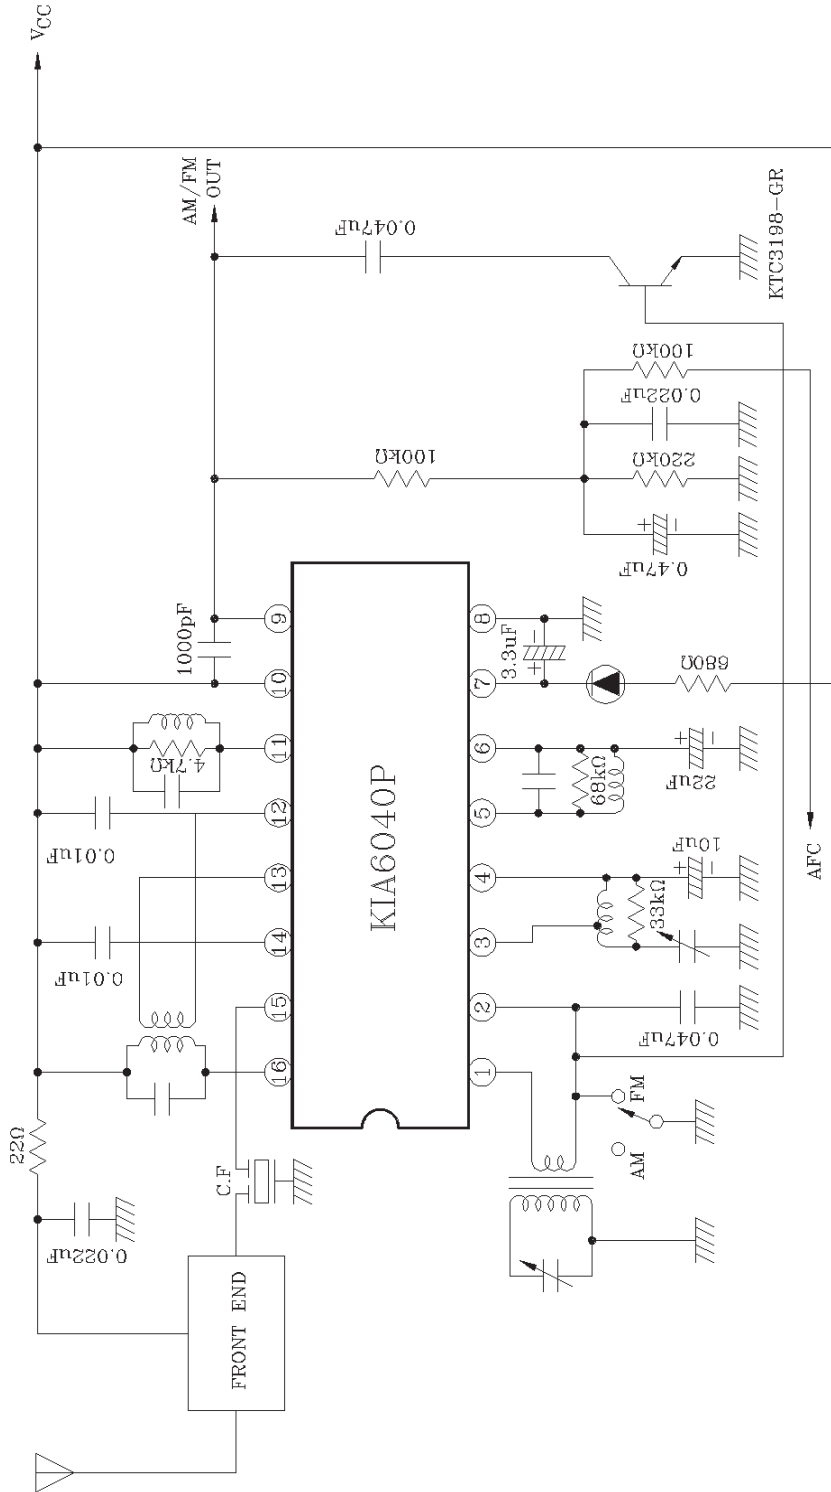 VCC
AM/FM
OUT
0.047uF
KTC3198-GR
100kΩ
0.022uF
100kΩ
220kΩ
+
−
0.47uF
1000pF
9
8
10
7
3.3uF
+
−
680Ω
11
4.7kΩ
6
68kΩ
+
−
22uF
0.01uF
12
5
KIA6040P
13
4
+
−
10uF
AFC
0.01uF
14
3
33kΩ
15
2
0.047uF
16
1
FM
AM
22Ω
C.F
0.022uF
FRONT END